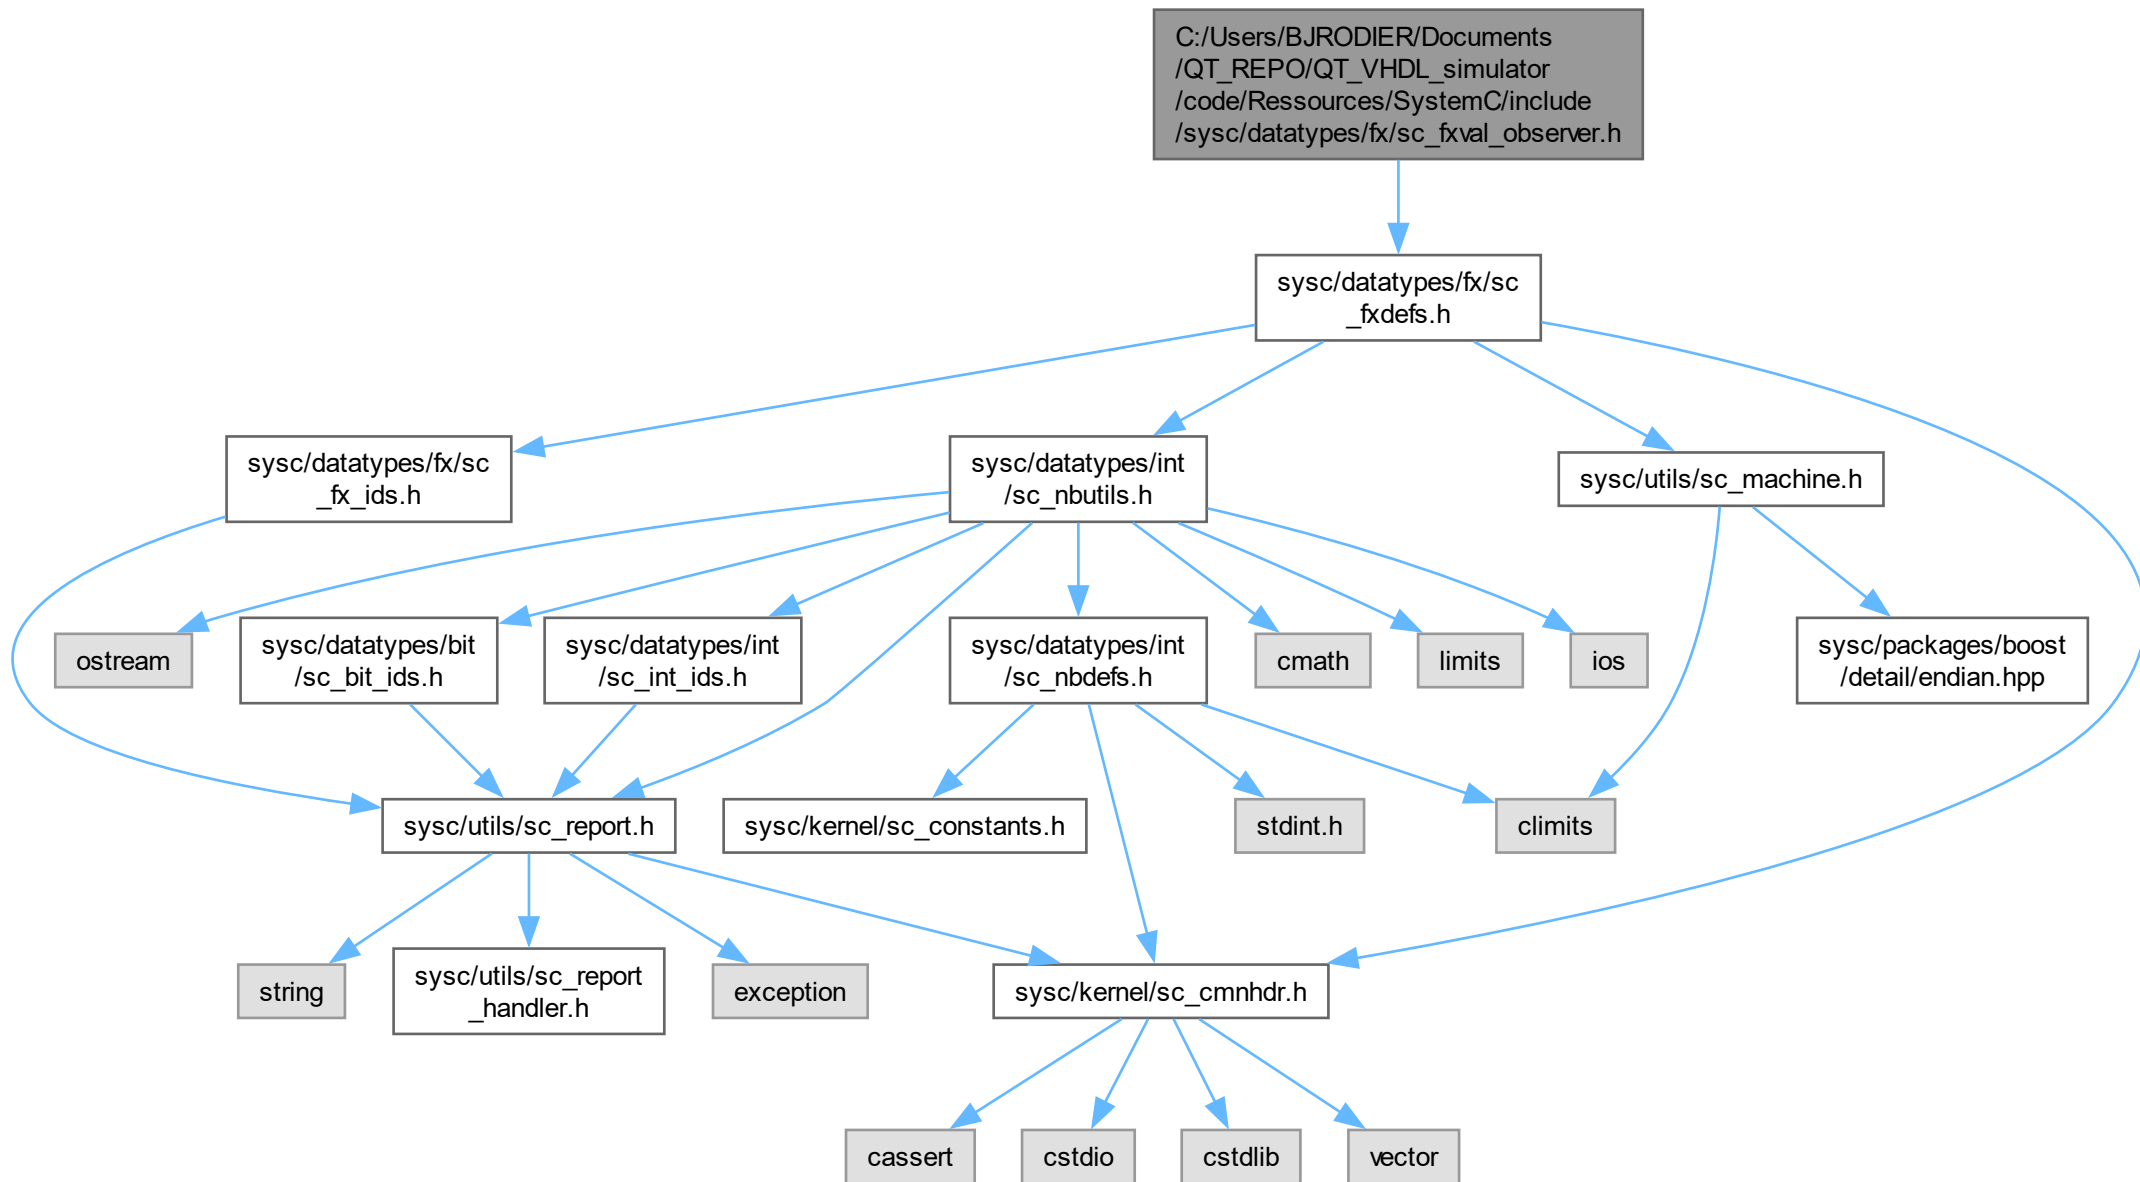 C:/Users/BJRODIER/Documents
/QT_REPO/QT_VHDL_simulator
/code/Ressources/SystemC/include
/sysc/datatypes/fx/sc_fxval_observer.h
sysc/datatypes/fx/sc
_fxdefs.h
sysc/datatypes/fx/sc
_fx_ids.h
sysc/datatypes/int
/sc_nbutils.h
sysc/utils/sc_machine.h
ostream
sysc/datatypes/bit
/sc_bit_ids.h
sysc/datatypes/int
/sc_int_ids.h
sysc/datatypes/int
/sc_nbdefs.h
cmath
limits
ios
sysc/packages/boost
/detail/endian.hpp
sysc/utils/sc_report.h
sysc/kernel/sc_constants.h
stdint.h
climits
string
sysc/utils/sc_report
_handler.h
exception
sysc/kernel/sc_cmnhdr.h
cassert
cstdio
cstdlib
vector